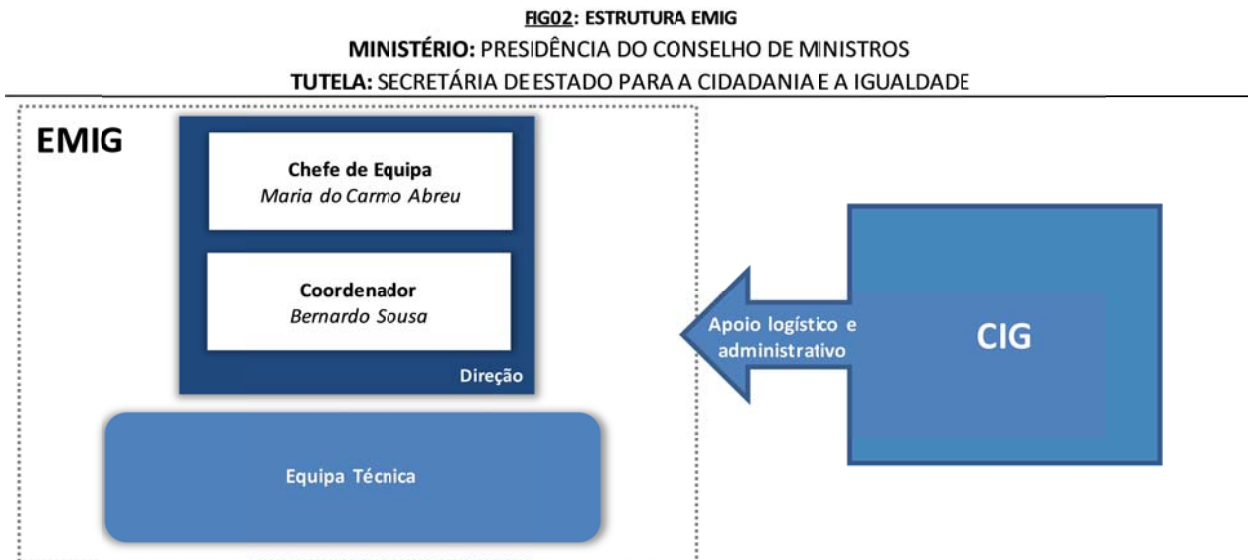 FIG02: ESTRUTURA EMIG
MINISTÉRIO: PRESIDÊNCIA DO CONSELHO DE MINISTROS
TUTELA: SECRETÁRIA DE ESTADO PARA A CIDADANIA E A IGUALDADE
EMIG
Chefe de Equipa
Maria do Carmo Abreu
Coordenador
Bernardo Sousa
Direção
Apoio logístico e
administrativo
CIG
Equipa Técnica